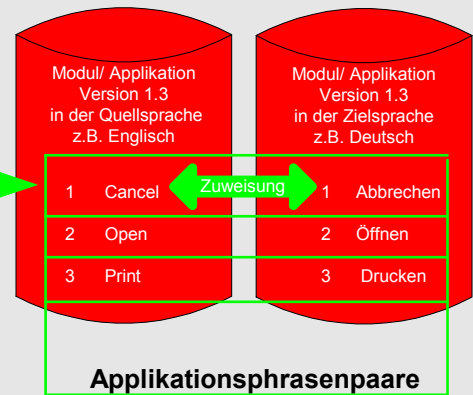 Modul/ Applikation
Version 1.3
in der Quellsprache
z.B. Englisch
Modul/ Applikation
Version 1.3
in der Zielsprache
z.B. Deutsch
1 Cancel Zuweisung 1 Abbrechen
2 Open 2 Öffnen
3 Print 3 Drucken
Applikationsphrasenpaare